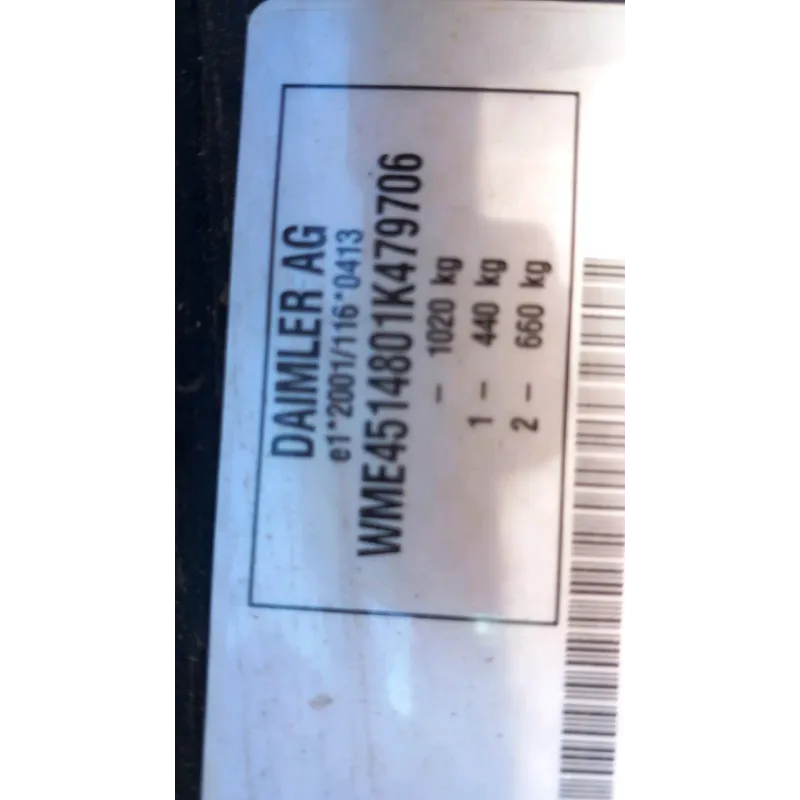 DAIMLER AG
e1*2001/116*0413
WME4514801K479706
- 1020 kg
1 - 440 kg
2 - 660 kg